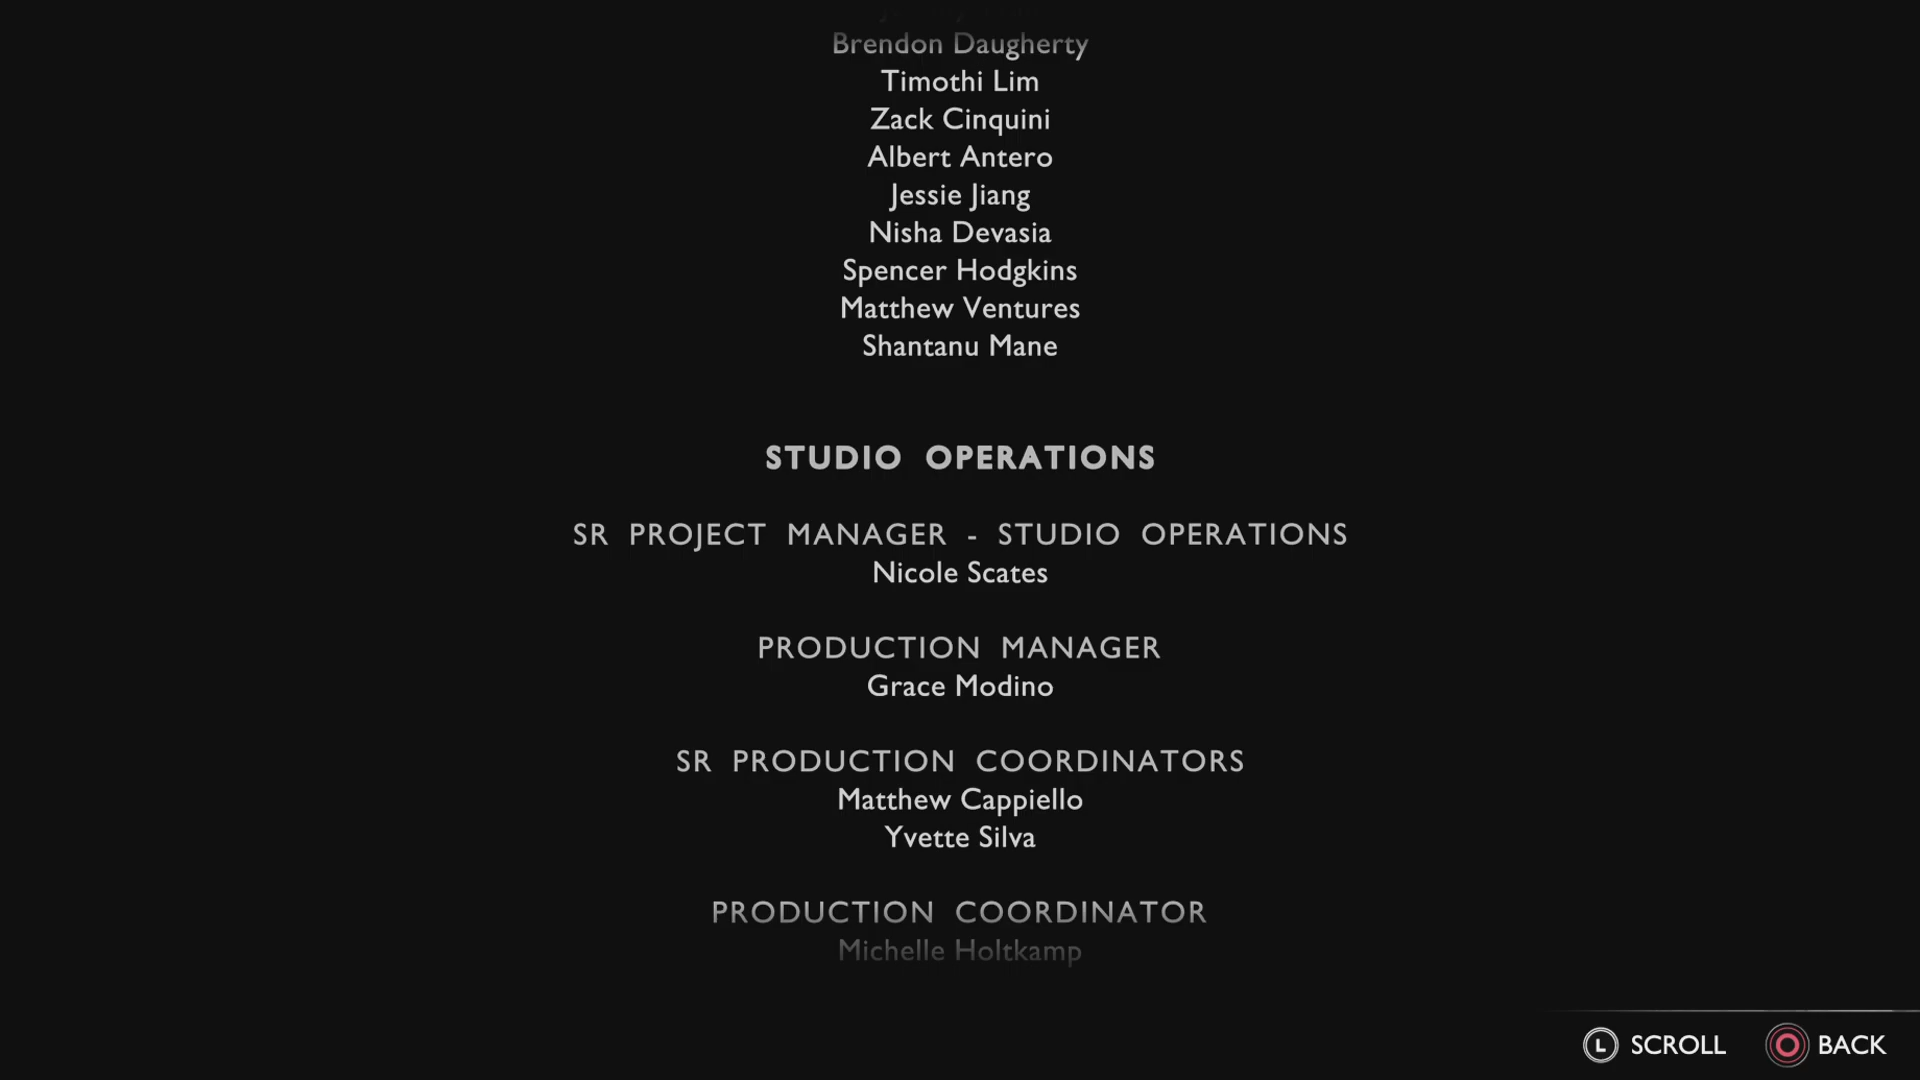 Brendon Daugherty
Timothi Lim
Zack Cinquini
Albert Antero
Jessie Jiang
Nisha Devasia
Spencer Hodgkins
Matthew Ventures
Shantanu Mane
STUDIO OPERATIONS
SR PROJECT MANAGER - STUDIO OPERATIONS
Nicole Scates
PRODUCTION MANAGER
Grace Modino
SR PRODUCTION COORDINATORS
Matthew Cappiello
Yvette Silva
PRODUCTION COORDINATOR
Michelle Holtkamp
L SCROLL BACK